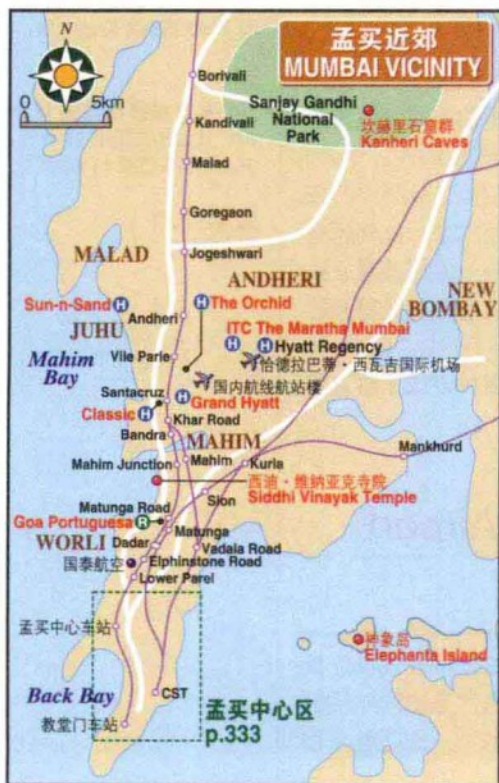 孟买近郊
MUMBAI VICINITY
N
0 5km
Borivali
Sanjay Gandhi
National
Park
坎赫里石窟群
Kanheri Caves
Kandivali
Malad
Goregaon
Jogeshwari
MALAD
ANDHERI
NEW
BOMBAY
Sun-n-Sand H
H The Orchid
JUHU
Andheri
ITC The Maratha Mumbai
H H Hyatt Regency
Mahim
Bay
Vile Parle
恰德拉巴蒂·西瓦吉国际机场
国内航线航站楼
Santacruz
H Grand Hyatt
Classic H
Khar Road
Bandra
MAHIM
Mahim Junction
Mahim
Kurla
Mankhurd
西迪·维纳亚克寺院
Siddhi Vinayak Temple
Sion
Matunga Road
Goa Portuguesa R
Matunga
WORLI
Dadar
Vadala Road
国泰航空
Elphinstone Road
Lower Parel
孟买中心车站
神象岛
Elephanta Island
Back Bay
CST
教堂门车站
孟买中心区
p.333